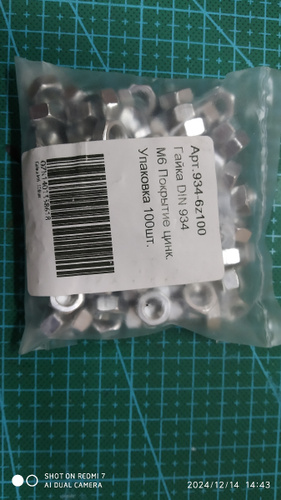 Арт.934-6z100
Гайка DIN 934
М6 Покрытие цинк.
Упаковка 100шт.
SHOT ON REDMI 7
AI DUAL CAMERA
2024/12/14 14:43